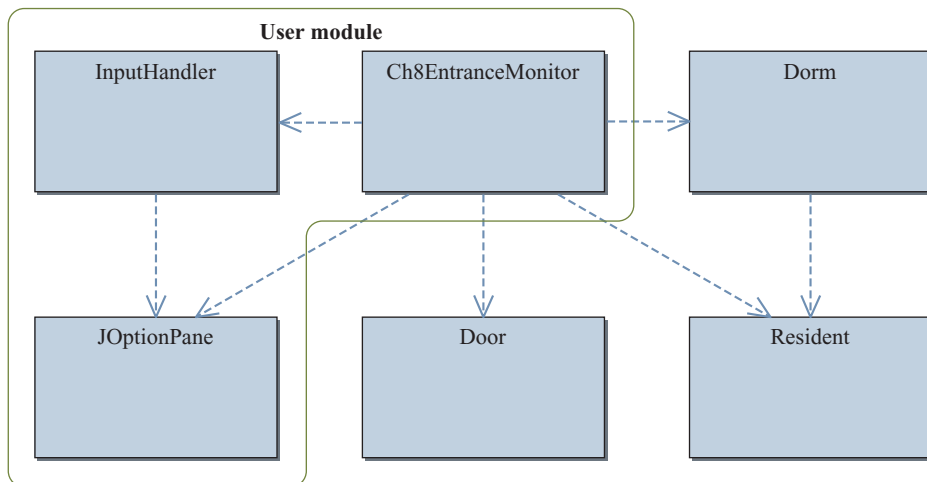 User module
InputHandler
Ch8EntranceMonitor
Dorm
JOptionPane
Door
Resident